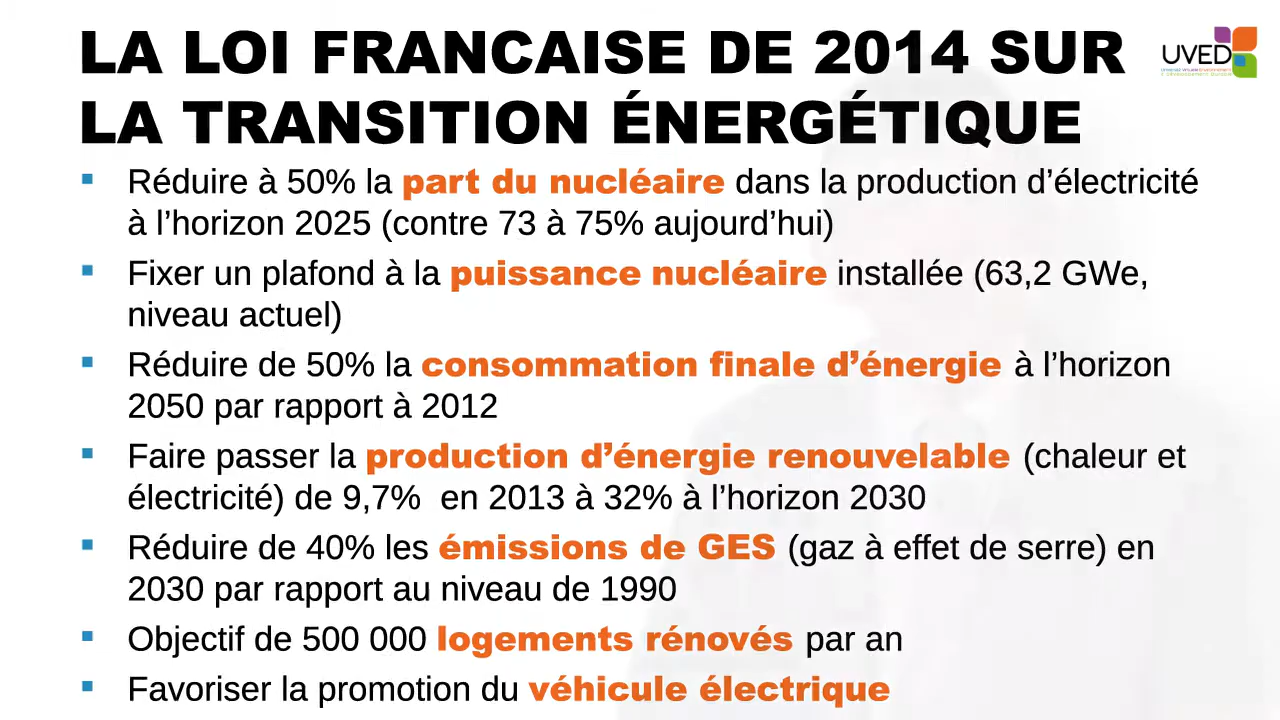 LA LOI FRANCAISE DE 2014 SUR
LA TRANSITION ÉNERGÉTIQUE
UVED
▪ Réduire à 50% la part du nucléaire dans la production d’électricité
à l’horizon 2025 (contre 73 à 75% aujourd’hui)
▪ Fixer un plafond à la puissance nucléaire installée (63,2 GWe,
niveau actuel)
▪ Réduire de 50% la consommation finale d’énergie à l’horizon
2050 par rapport à 2012
▪ Faire passer la production d’énergie renouvelable (chaleur et
électricité) de 9,7% en 2013 à 32% à l’horizon 2030
▪ Réduire de 40% les émissions de GES (gaz à effet de serre) en
2030 par rapport au niveau de 1990
▪ Objectif de 500 000 logements rénovés par an
▪ Favoriser la promotion du véhicule électrique